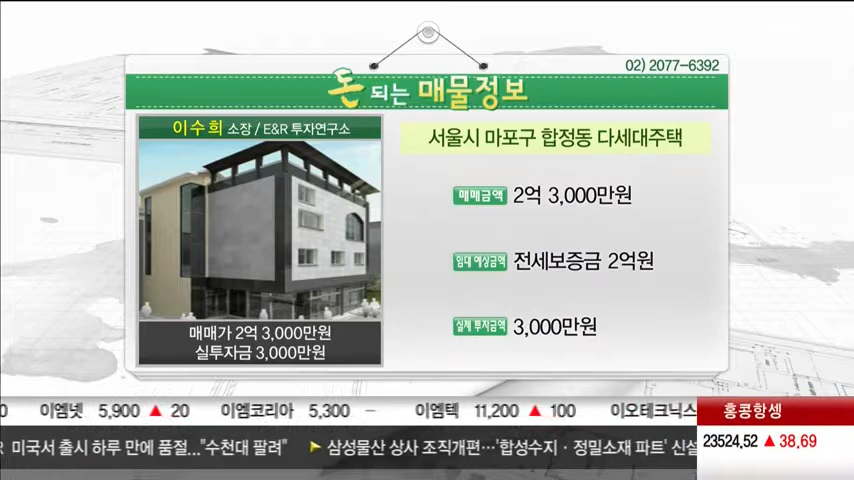 02) 2077-6392
돈 되는 매물정보
이수희 소장 / E&R 투자연구소
서울시 마포구 합정동 다세대주택
매매금액 2억 3,000만원
임대 예상금액 전세보증금 2억원
실제 투자금액 3,000만원
매매가 2억 3,000만원
실투자금 3,000만원
0 이엠넷 5,900 ▲ 20 이엠코리아 5,300 – 이엠텍 11,200 ▲ 100 이오테크닉스
홍콩항셍
R 미국서 출시 하루 만에 품절..."수천대 팔려" ▶ 삼성물산 상사 조직개편…'합성수지·정밀소재 파트' 신설
23524,52 ▲ 38,69